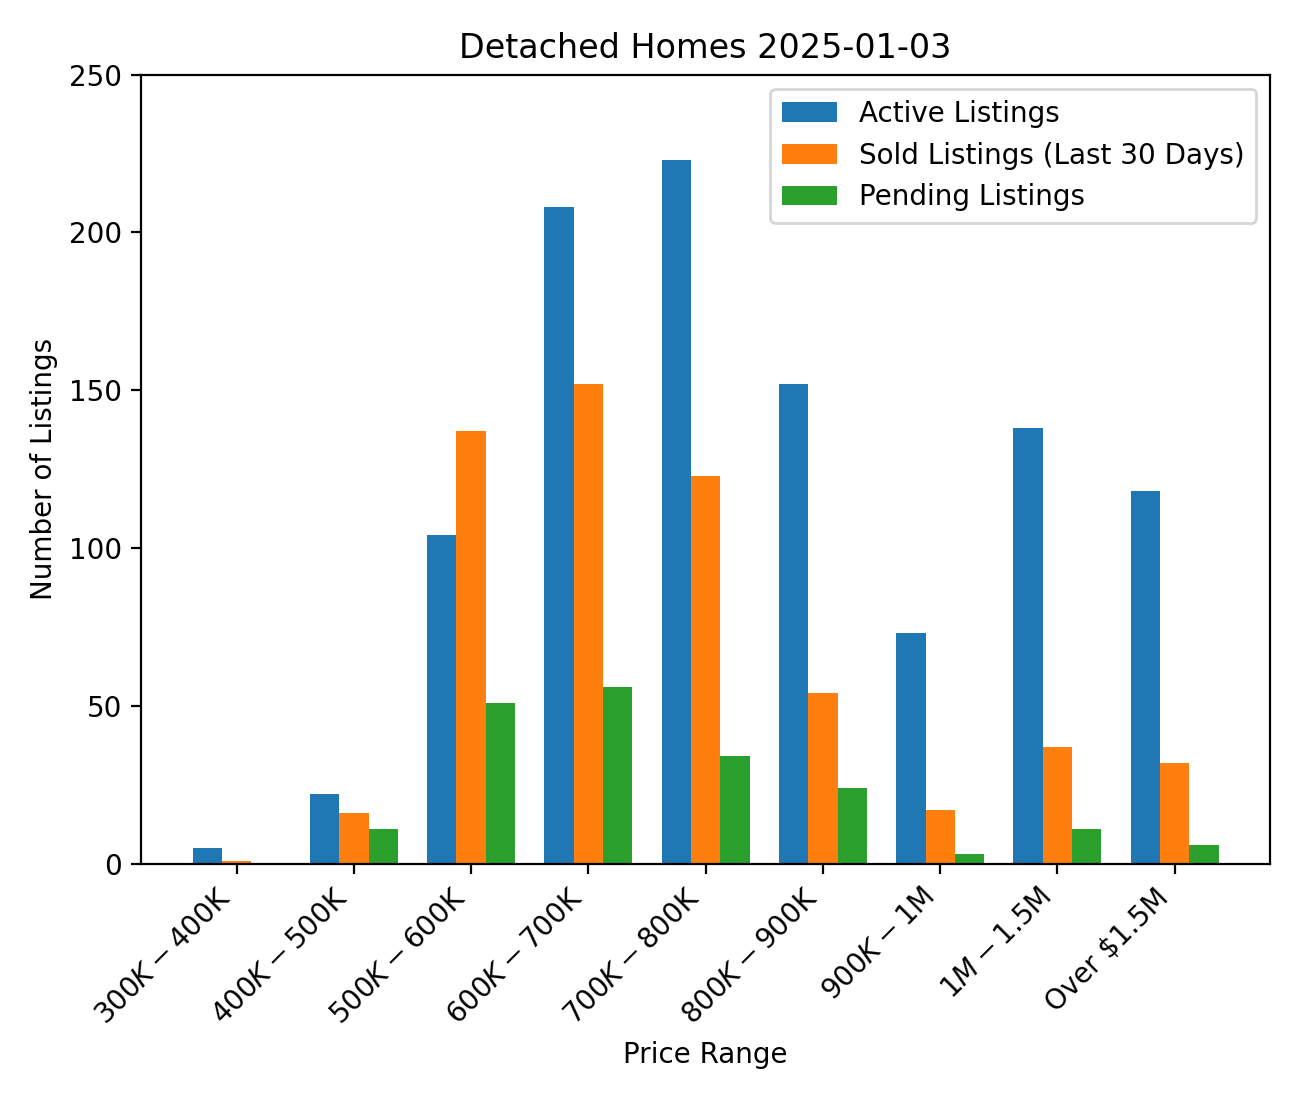 Detached Homes 2025-01-03
250
200
150
100
50
0
Number of Listings
Active Listings
Sold Listings (Last 30 Days)
Pending Listings
300K − 400K
400K − 500K
500K − 600K
600K − 700K
700K − 800K
800K − 900K
900K − 1M
1M − 1.5M
Over $1.5M
Price Range